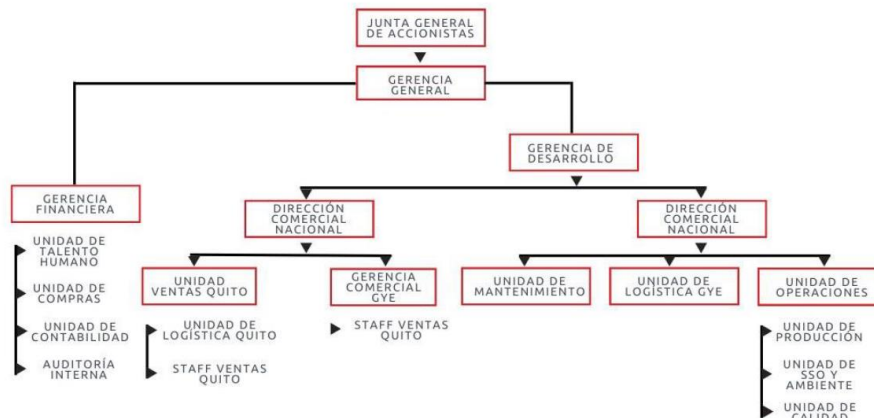 JUNTA GENERAL
DE ACCIONISTAS
GERENCIA
GENERAL
GERENCIA DE
DESARROLLO
GERENCIA
FINANCIERA
DIRECCIÓN
COMERCIAL
NACIONAL
DIRECCIÓN
COMERCIAL
NACIONAL
UNIDAD DE
TALENTO
HUMANO
UNIDAD DE
COMPRAS
UNIDAD DE
CONTABILIDAD
AUDITORÍA
INTERNA
UNIDAD
VENTAS QUITO
GERENCIA
COMERCIAL
GYE
UNIDAD DE
MANTENIMIENTO
UNIDAD DE
LOGÍSTICA GYE
UNIDAD DE
OPERACIONES
UNIDAD DE
LOGÍSTICA QUITO
STAFF VENTAS
QUITO
STAFF VENTAS
QUITO
UNIDAD DE
PRODUCCIÓN
UNIDAD DE
SSO Y
AMBIENTE
UNIDAD DE
CALIDAD